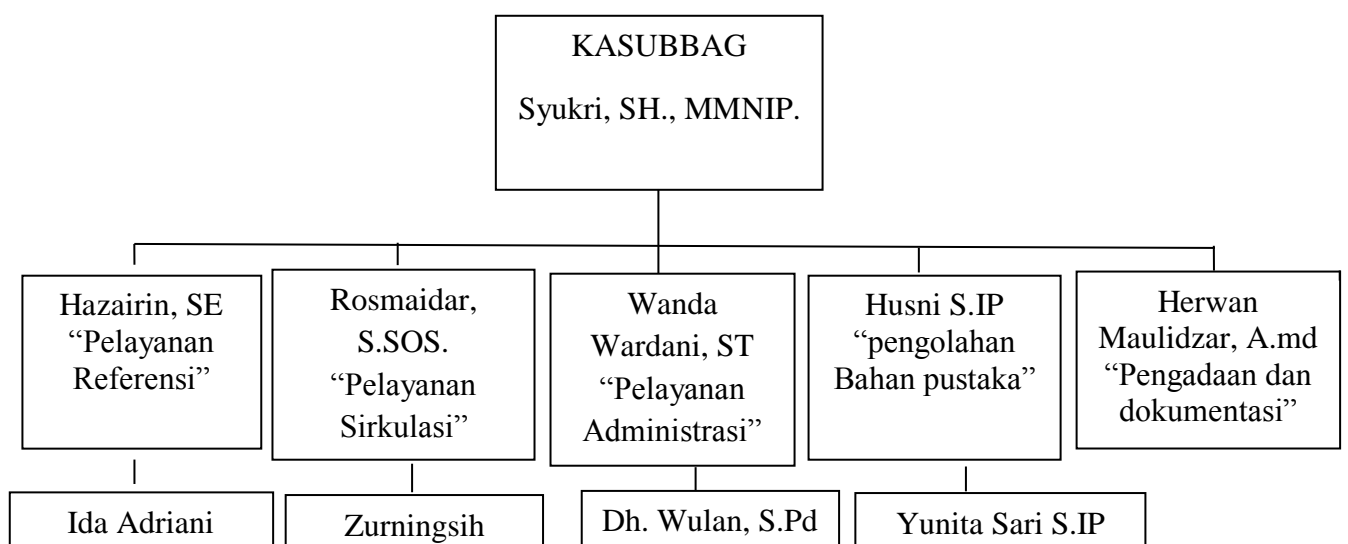 KASUBBAG
Syukri, SH., MMNIP.
Hazairin, SE
“Pelayanan
Referensi”
Rosmaidar,
S.SOS.
“Pelayanan
Sirkulasi”
Wanda
Wardani, ST
“Pelayanan
Administrasi”
Husni S.IP
“pengolahan
Bahan pustaka”
Herwan
Maulidzar, A.md
“Pengadaan dan
dokumentasi”
Ida Adriani
Zurningsih
Dh. Wulan, S.Pd
Yunita Sari S.IP